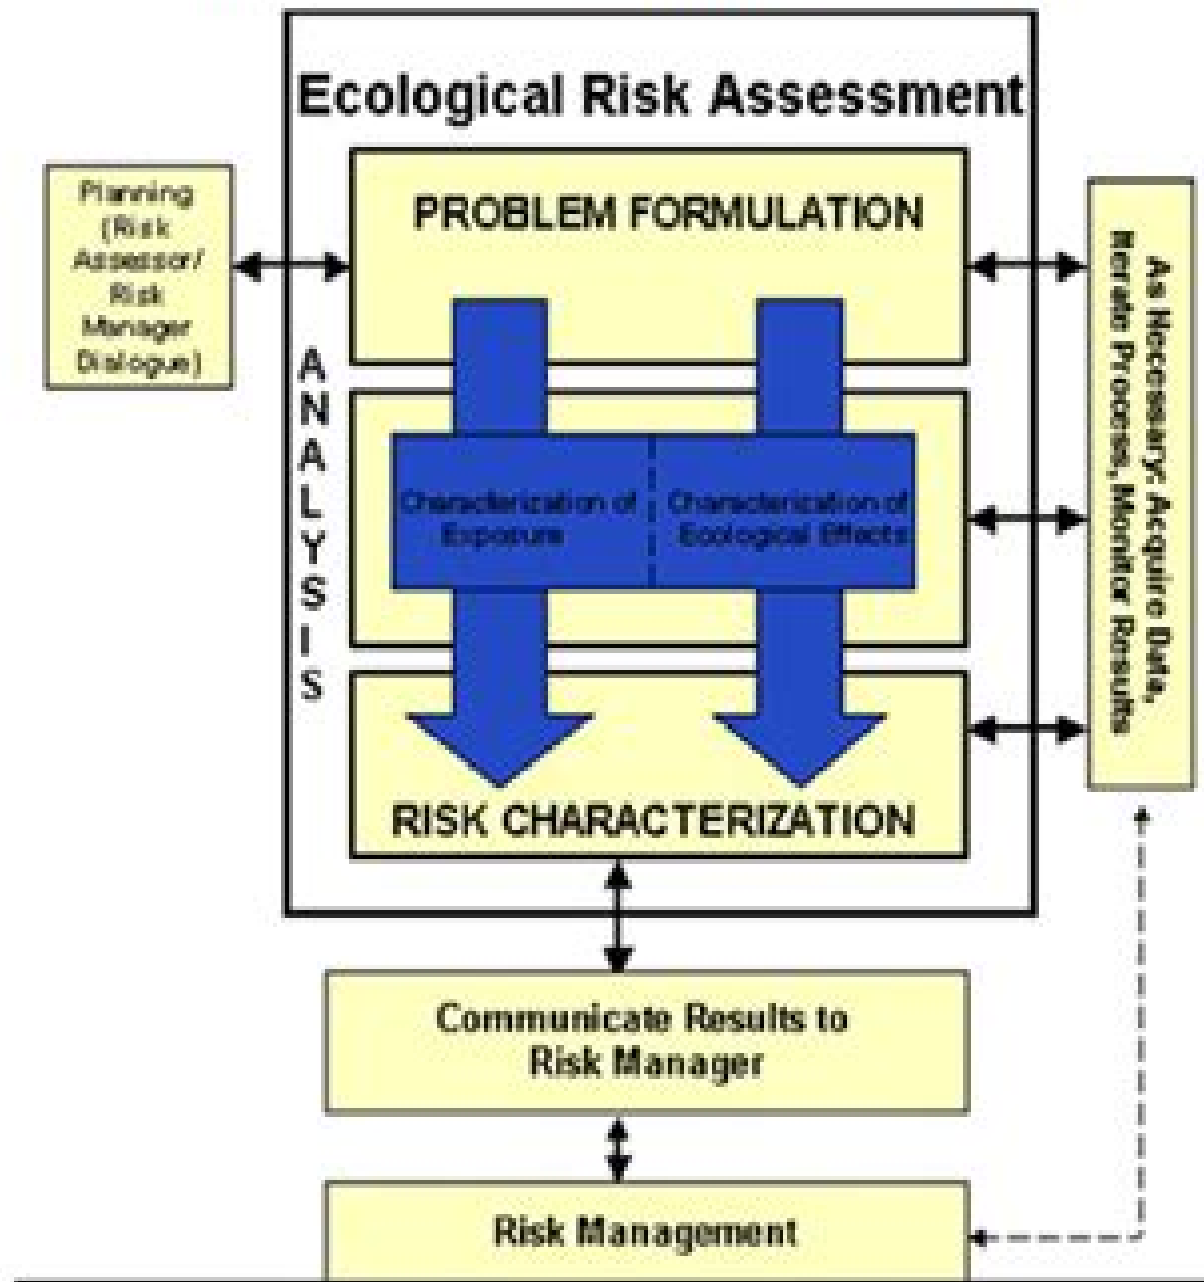 Ecological Risk Assessment
Planning
(Risk
Assessor/
Risk
Manager
Dialogue)
PROBLEM FORMULATION
ANALYSIS
Characterization of
Exposure
Characterization of
Ecological Effects
As Necessary: Acquire Data,
Iterate Process, Monitor Results
RISK CHARACTERIZATION
Communicate Results to
Risk Manager
Risk Management